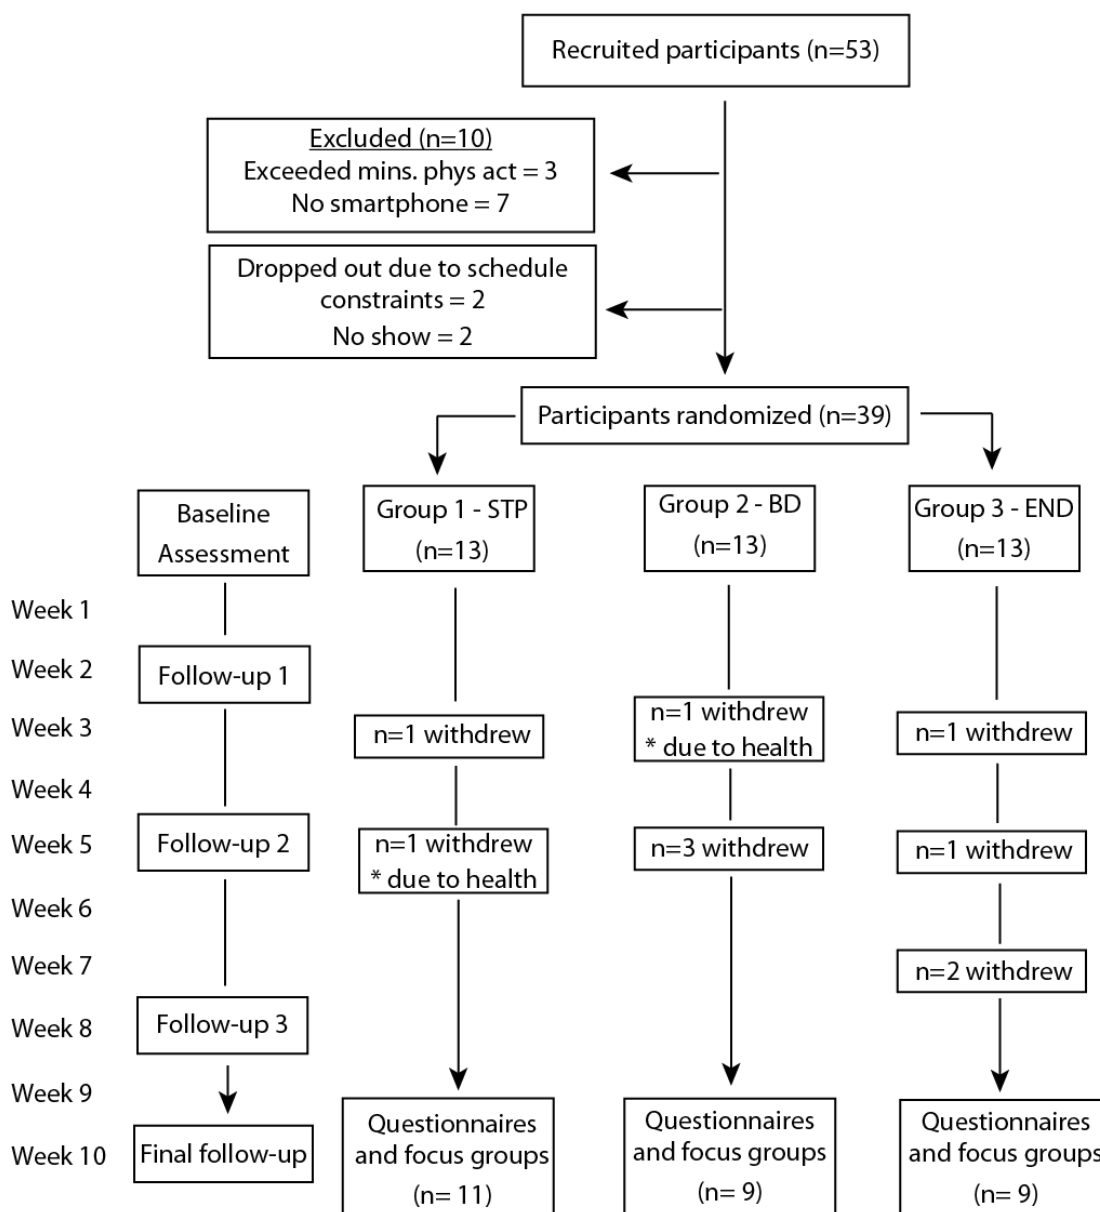 Recruited participants (n=53)
Excluded (n=10)
Exceeded mins. phys act = 3
No smartphone = 7
Dropped out due to schedule
constraints = 2
No show = 2
Participants randomized (n=39)
Baseline
Assessment
Group 1 - STP
(n=13)
Group 2 - BD
(n=13)
Group 3 - END
(n=13)
Week 1
Week 2
Follow-up 1
Week 3
n=1 withdrew
n=1 withdrew
* due to health
n=1 withdrew
Week 4
Week 5
Follow-up 2
n=1 withdrew
* due to health
n=3 withdrew
n=1 withdrew
Week 6
Week 7
n=2 withdrew
Week 8
Follow-up 3
Week 9
Week 10
Final follow-up
Questionnaires
and focus groups
(n= 11)
Questionnaires
and focus groups
(n= 9)
Questionnaires
and focus groups
(n= 9)